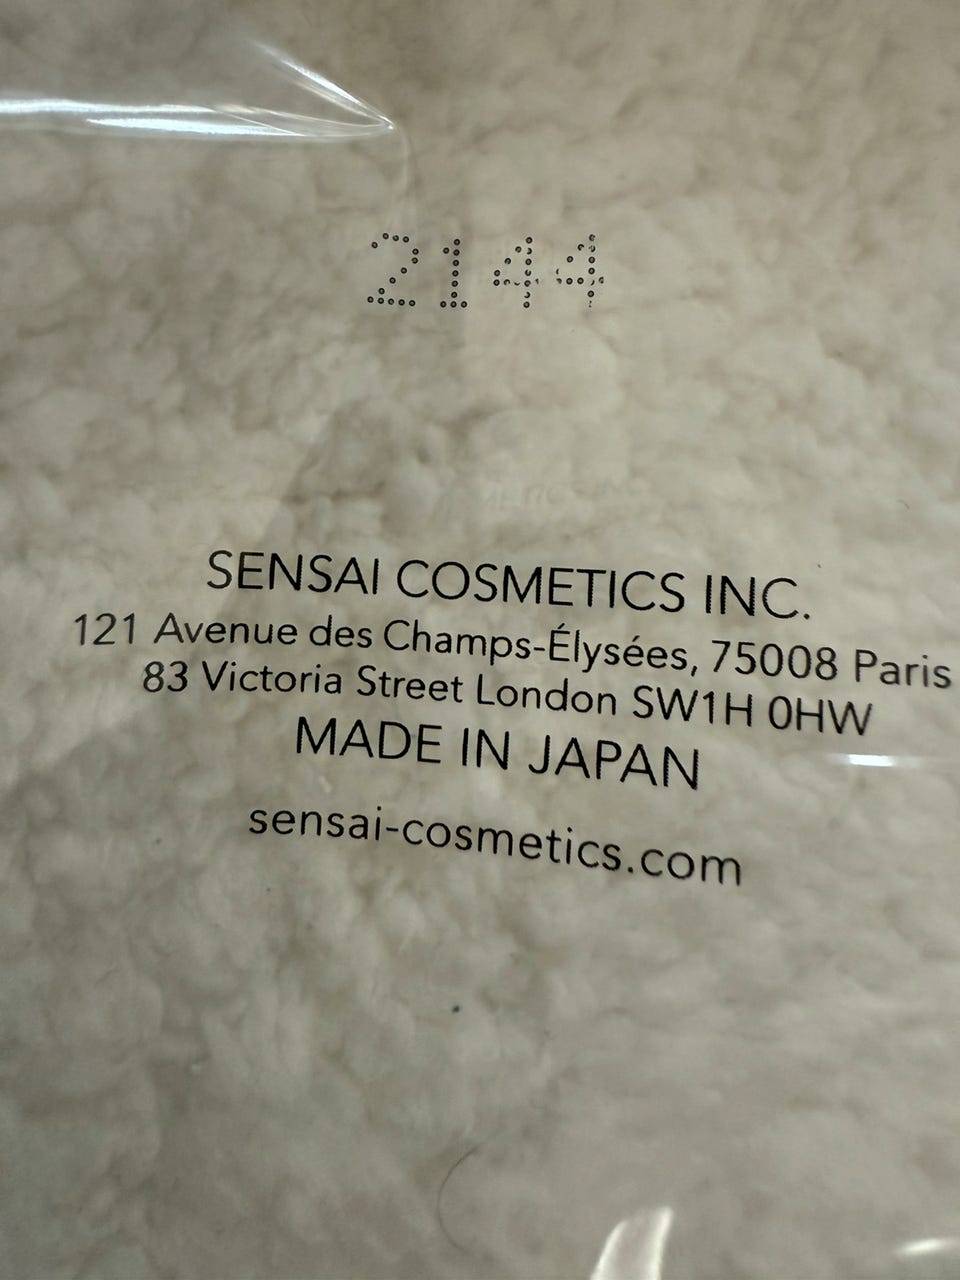 2144
SENSAI COSMETICS INC.
121 Avenue des Champs-Élysées, 75008 Paris
83 Victoria Street London SW1H 0HW
MADE IN JAPAN
sensai-cosmetics.com